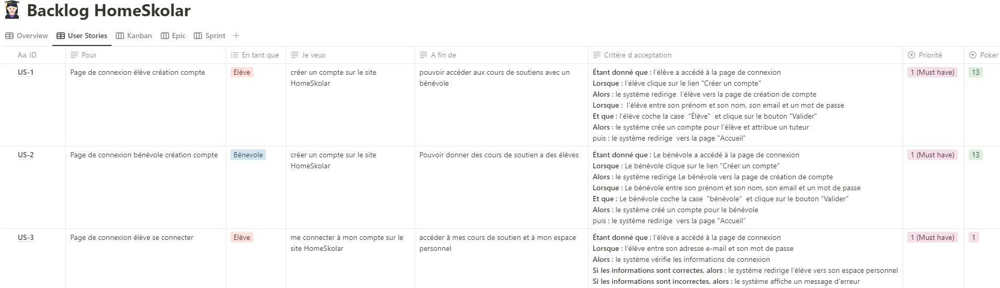 Backlog HomeSkolar
Overview User Stories Kanban Epic Sprint
Aa ID Pour En tant que Je veux A fin de Critère d acceptation Priorité Poker
US-1
Page de connexion élève création compte
Elève
créer un compte sur le site
HomeSkolar
pouvoir accéder aux cours de soutiens avec un
bénévole
Étant donné que : l’élève a accédé à la page de connexion
Lorsque : l’élève clique sur le lien "Créer un compte"
Alors : le système redirige l’élève vers la page de création de compte
Lorsque : l’élève entre son prénom et son nom, son email et un mot de passe
Et que : l’élève coche la case "Élève" et clique sur le bouton "Valider"
Alors : le système crée un compte pour l’élève et attribue un tuteur
puis : le système redirige vers la page "Accueil”
1 (Must have)
13
US-2
Page de connexion bénévole création compte
Bénevole
créer un compte sur le site
HomeSkolar
Pouvoir donner des cours de soutien a des élèves
Étant donné que : Le bénévole a accédé à la page de connexion
Lorsque : Le bénévole clique sur le lien "Créer un compte"
Alors : le système redirige Le bénévole vers la page de création de compte
Lorsque : Le bénévole entre son prénom et son nom, son email et un mot de passe
Et que : Le bénévole coche la case "bénévole" et clique sur le bouton "Valider"
Alors : le système créé un compte pour le bénévole
puis : le système redirige vers la page "Accueil”
1 (Must have)
13
US-3
Page de connexion élève se connecter
Elève
me connecter à mon compte sur le
site HomeSkolar
accéder à mes cours de soutien et à mon espace
personnel
Étant donné que : l'élève a accédé à la page de connexion
Lorsque : l'élève entre son adresse e-mail et son mot de passe
Alors : le système vérifie les informations de connexion
Si les informations sont correctes, alors : le système redirige l'élève vers son espace personnel
Si les informations sont incorrectes, alors : le système affiche un message d'erreur
1 (Must have)
1